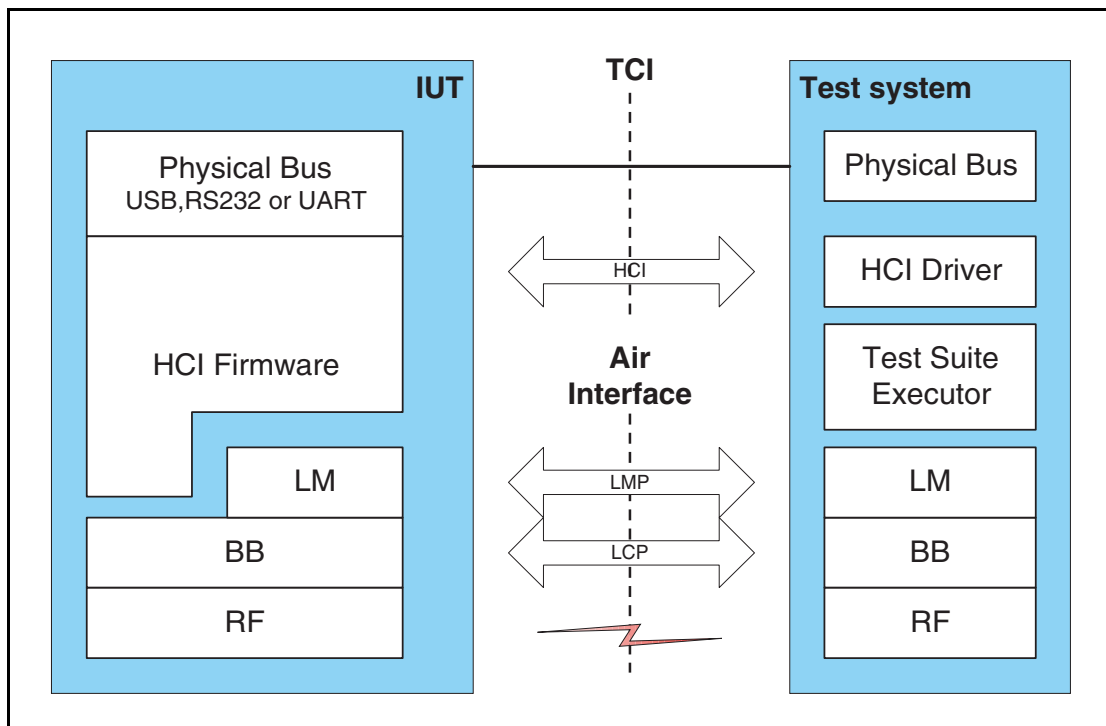 IUT
Physical Bus
USB,RS232 or UART
HCI Firmware
LM
BB
RF
TCI
HCI
Air
Interface
LMP
LCP
Test system
Physical Bus
HCI Driver
Test Suite
Executor
LM
BB
RF